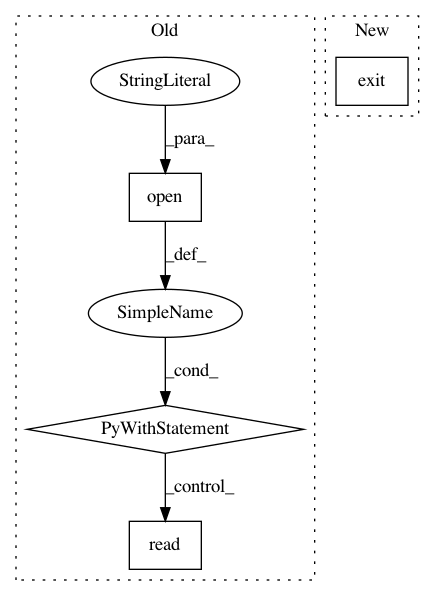 Old
New
StringLiteral
exit
_para_
open
_def_
SimpleName
_cond_
PyWithStatement
_control_
read